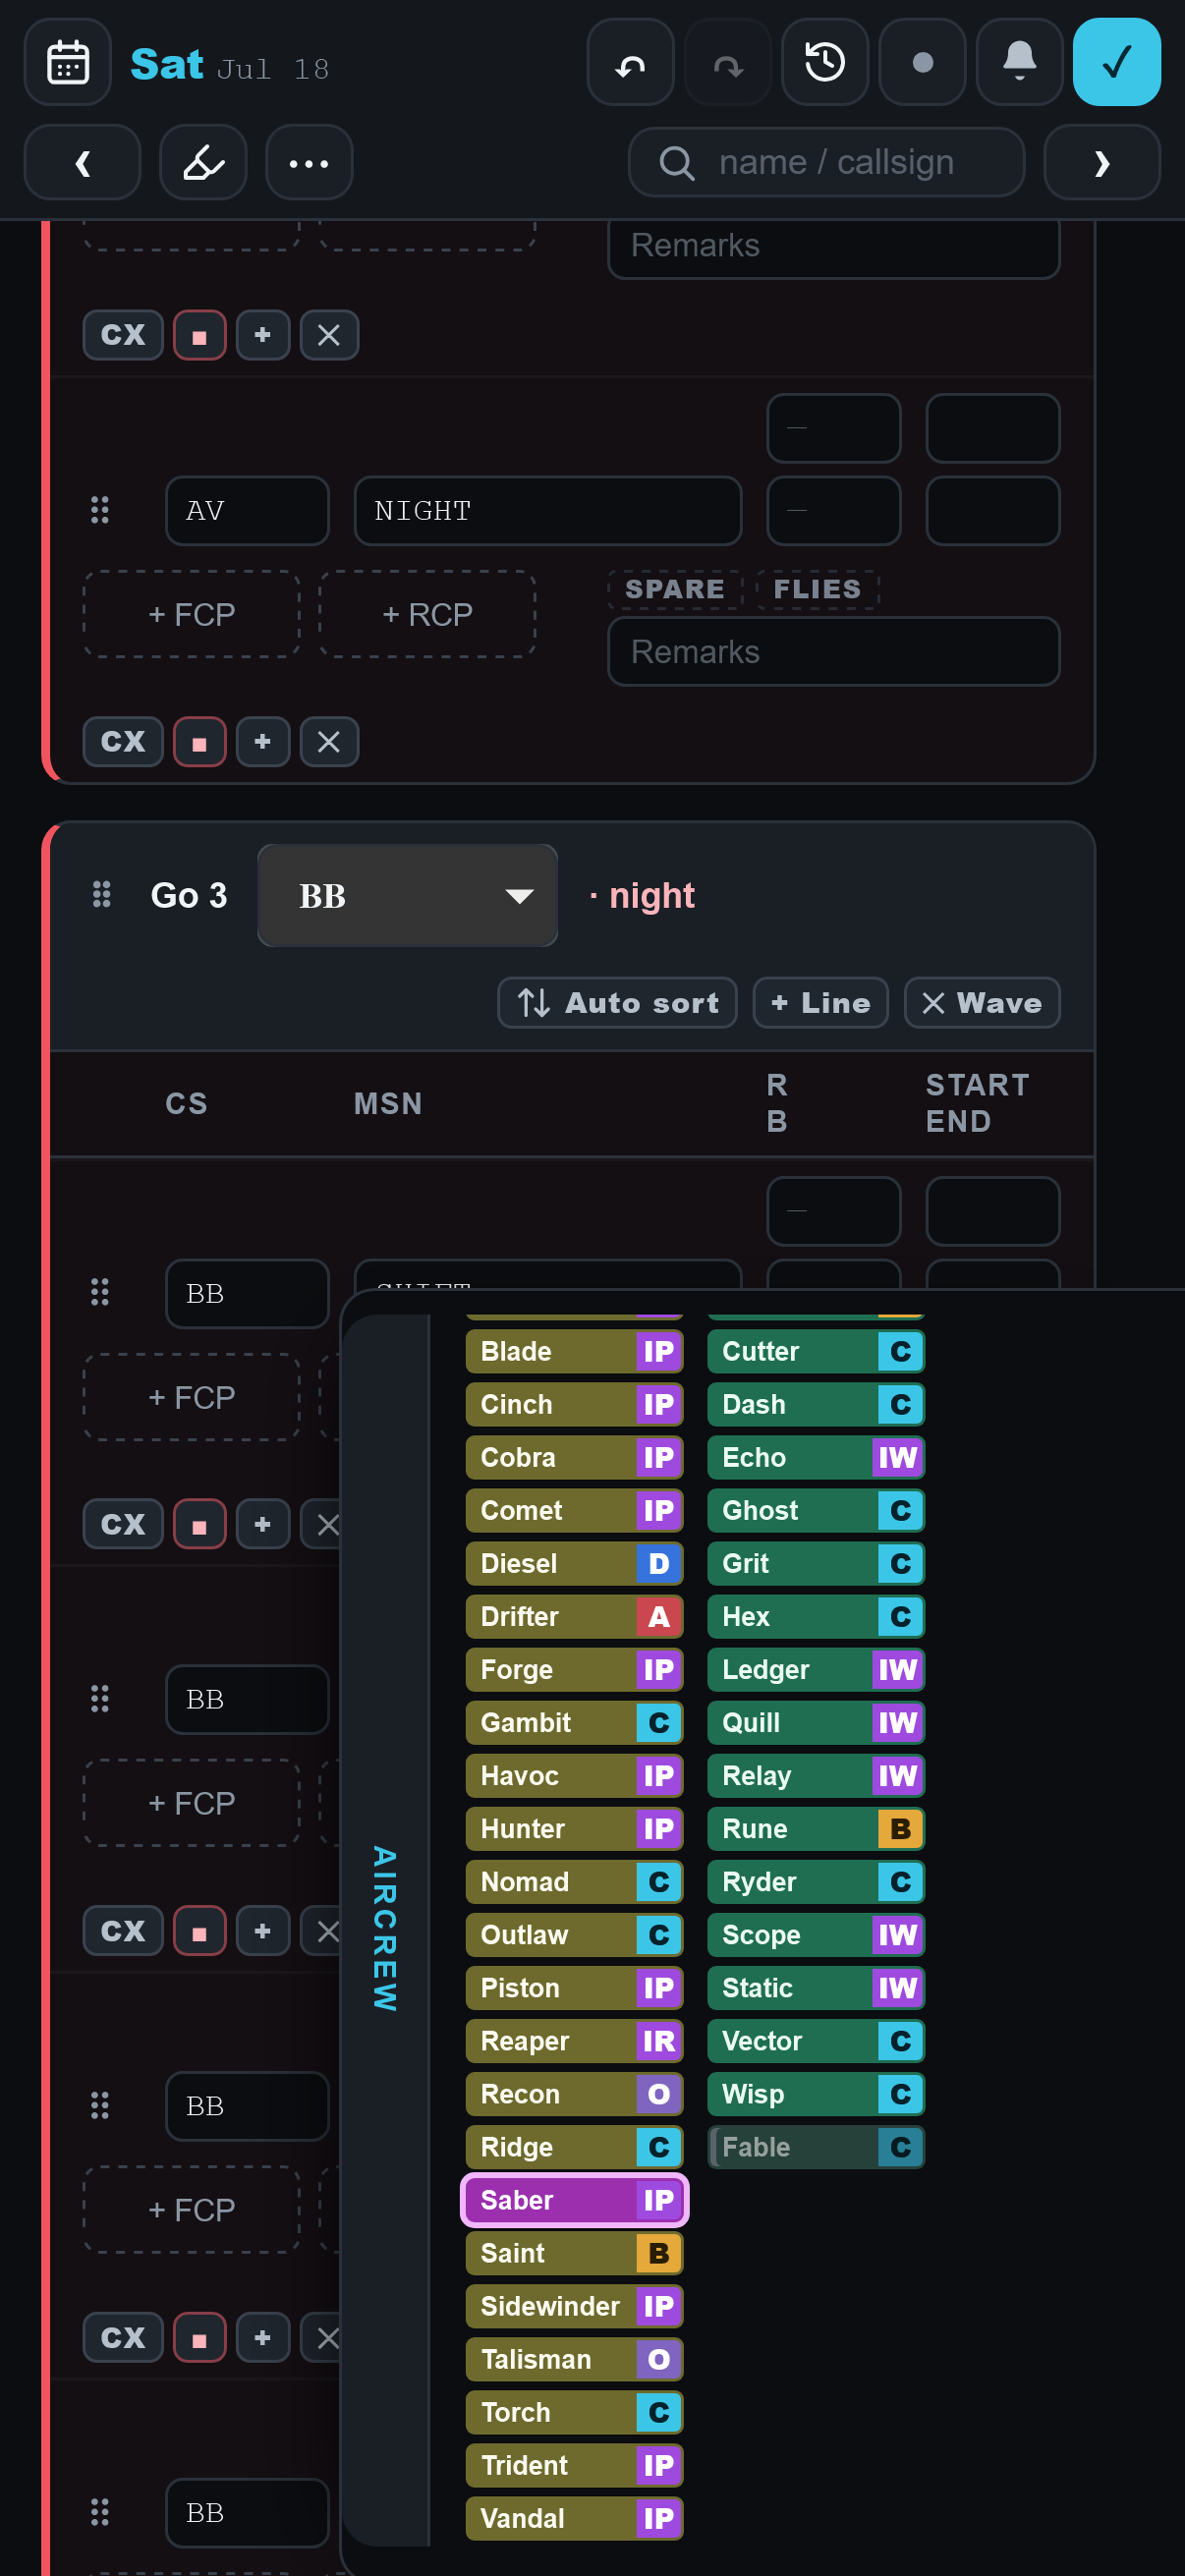 Sat Jul 18
name / callsign
Remarks
CX +
AV NIGHT
+ FCP + RCP SPARE FLIES
Remarks
CX +
Go 3 BB · night
Auto sort + Line Wave
CS MSN R B START END
BB
+ FCP
CX +
BB
+ FCP
CX +
BB
+ FCP
CX +
BB
AIRCREW
Blade IP
Cinch IP
Cobra IP
Comet IP
Diesel D
Drifter A
Forge IP
Gambit C
Havoc IP
Hunter IP
Nomad C
Outlaw C
Piston IP
Reaper IR
Recon O
Ridge C
Saber IP
Saint B
Sidewinder IP
Talisman O
Torch C
Trident IP
Vandal IP
Cutter C
Dash C
Echo IW
Ghost C
Grit C
Hex C
Ledger IW
Quill IW
Relay IW
Rune B
Ryder C
Scope IW
Static IW
Vector C
Wisp C
Fable C